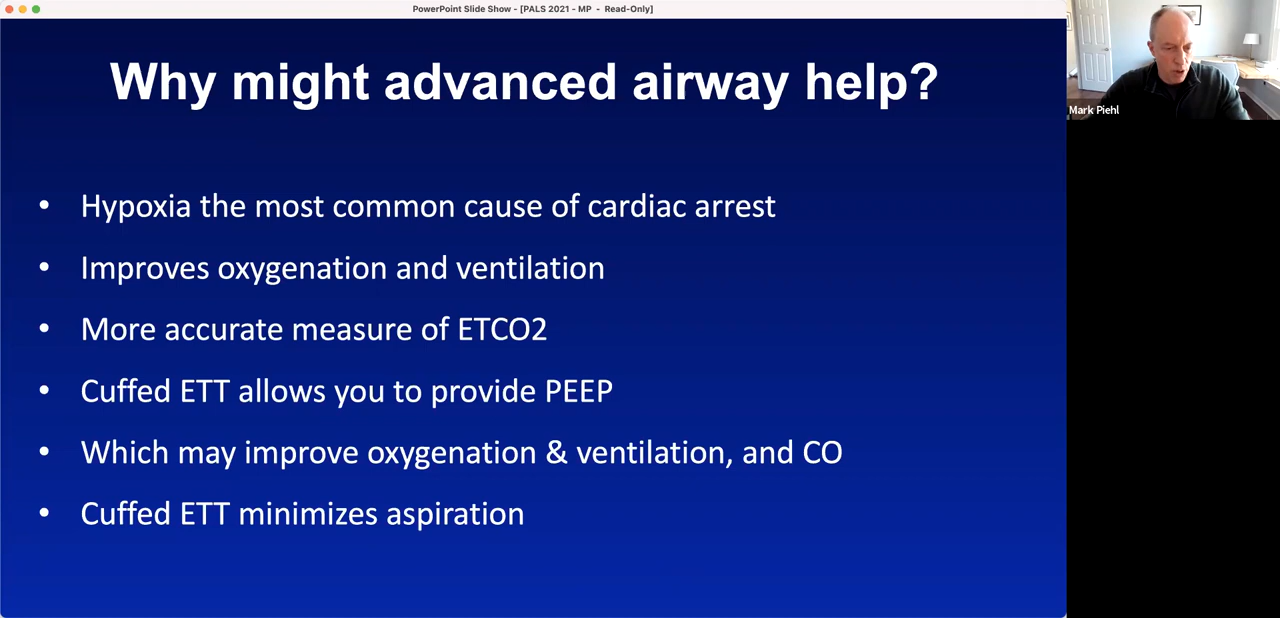 PowerPoint Slide Show - [PALS 2021 - MP - Read-Only]
Why might advanced airway help?
• Hypoxia the most common cause of cardiac arrest
• Improves oxygenation and ventilation
• More accurate measure of ETCO2
• Cuffed ETT allows you to provide PEEP
• Which may improve oxygenation & ventilation, and CO
• Cuffed ETT minimizes aspiration
Mark Piehl